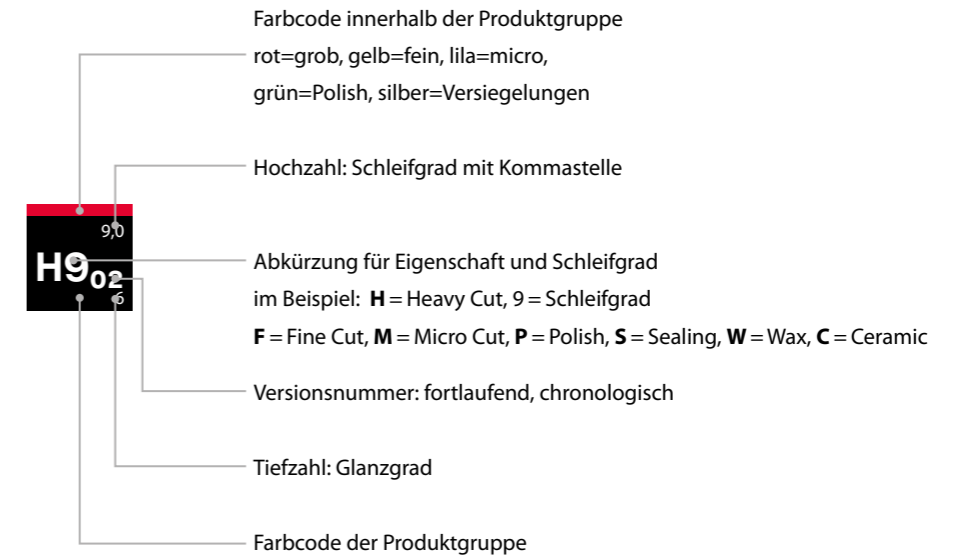 Farbcode innerhalb der Produktgruppe
rot=grob, gelb=fein, lila=micro,
grün=Polish, silber=Versiegelungen
Hochzahl: Schleifgrad mit Kommastelle
9,0
H902
6
Abkürzung für Eigenschaft und Schleifgrad
im Beispiel: H = Heavy Cut, 9 = Schleifgrad
F = Fine Cut, M = Micro Cut, P = Polish, S = Sealing, W = Wax, C = Ceramic
Versionsnummer: fortlaufend, chronologisch
Tiefzahl: Glanzgrad
Farbcode der Produktgruppe